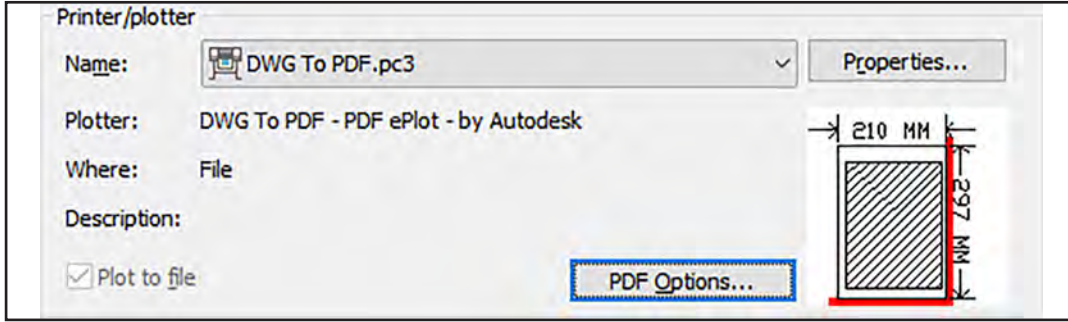 Printer/plotter
Name:
DWG To PDF.pc3
Properties...
Plotter:
DWG To PDF - PDF ePlot - by Autodesk
210 MM
Where:
File
297 MM
Description:
Plot to file
PDF Options...